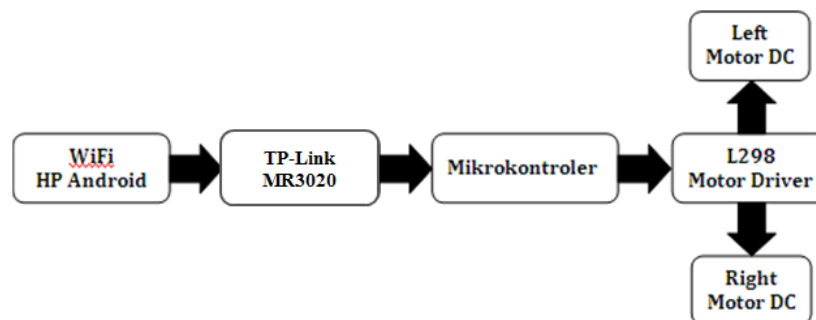 Left
Motor DC
WiFi
HP Android
TP-Link
MR3020
Mikrokontroler
L298
Motor Driver
Right
Motor DC